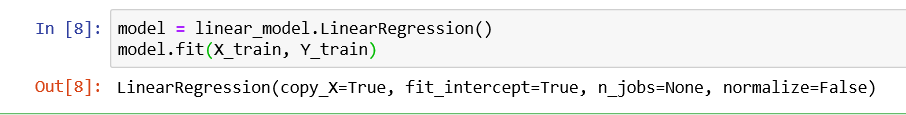 In [8]: model = linear_model.LinearRegression()
model.fit(X_train, Y_train)
Out[8]: LinearRegression(copy_X=True, fit_intercept=True, n_jobs=None, normalize=False)